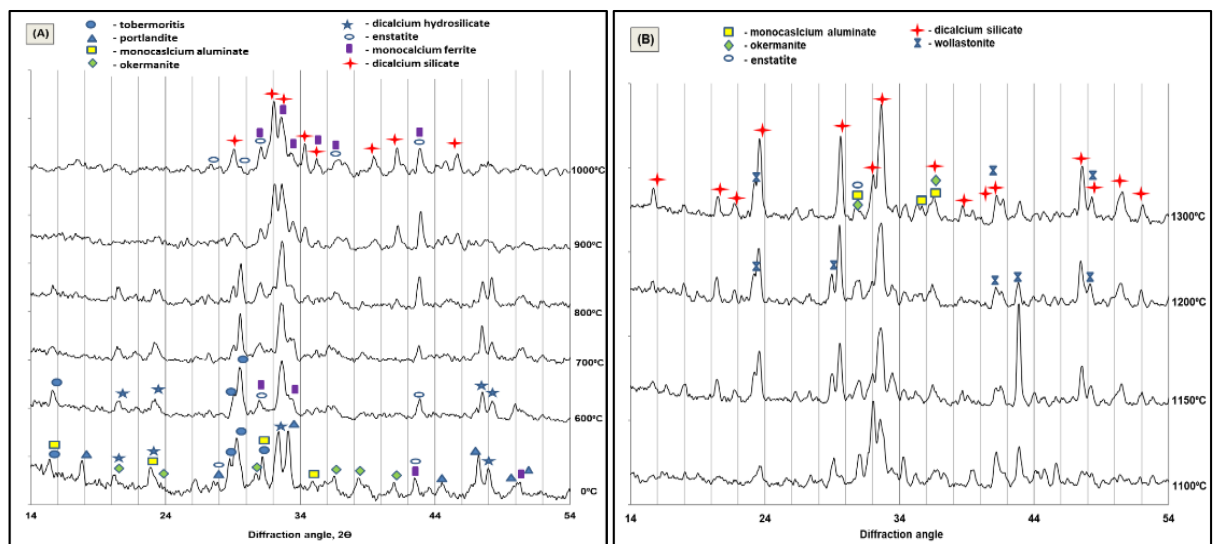 (A)
- tobermoritis
- portlandite
- monocaslcium aluminate
- okermanite
- dicalcium hydrosilicate
- enstatite
- monocalcium ferrite
- dicalcium silicate
1000ºC
900ºC
800ºC
700ºC
600ºC
0ºC
14 24 34 44 54
Diffraction angle, 2Θ
(B)
- monocaslcium aluminate
- okermanite
- enstatite
- dicalcium silicate
- wollastonite
1300ºC
1200ºC
1150ºC
1100ºC
14 24 34 44 54
Diffraction angle